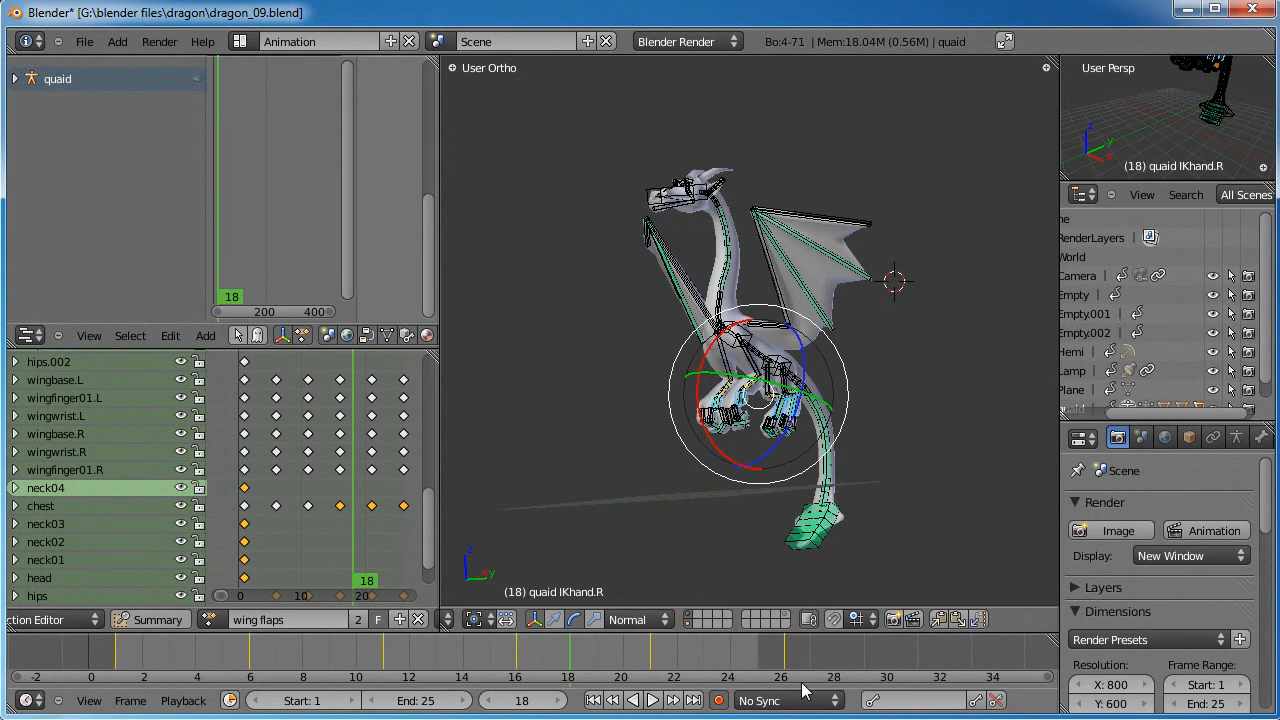 Blender* [G:\blender files\dragon\dragon_09.blend]
File Add Render Help Animation Scene Blender Render Bo:4-71 | Mem:18.04M (0.56M) | quaid
quaid
18
200 400
View Select Edit Add
hips.002
wingbase.L
wingfinger01.L
wingwrist.L
wingbase.R
wingwrist.R
wingfinger01.R
neck04
chest
neck03
neck02
neck01
head
hips
18
0 10 20
ction Editor Summary wing flaps 2 F
User Ortho
z
x y
(18) quaid IKhand.R
Normal
User Persp
z
y
x
(18) quaid IKhand.R
View Search All Scenes
ne
RenderLayers |
World
Camera |
Empty |
Empty.001 |
Empty.002 |
Hemi |
Lamp |
Plane |
Scene
Render
Image Animation
Display: New Window
Layers
Dimensions
Render Presets
Resolution: Frame Range:
X: 800 Start: 1
Y: 600 End: 25
-2 0 2 4 6 8 10 12 14 16 18 20 22 24 26 28 30 32 34
View Frame Playback Start: 1 End: 25 18 No Sync